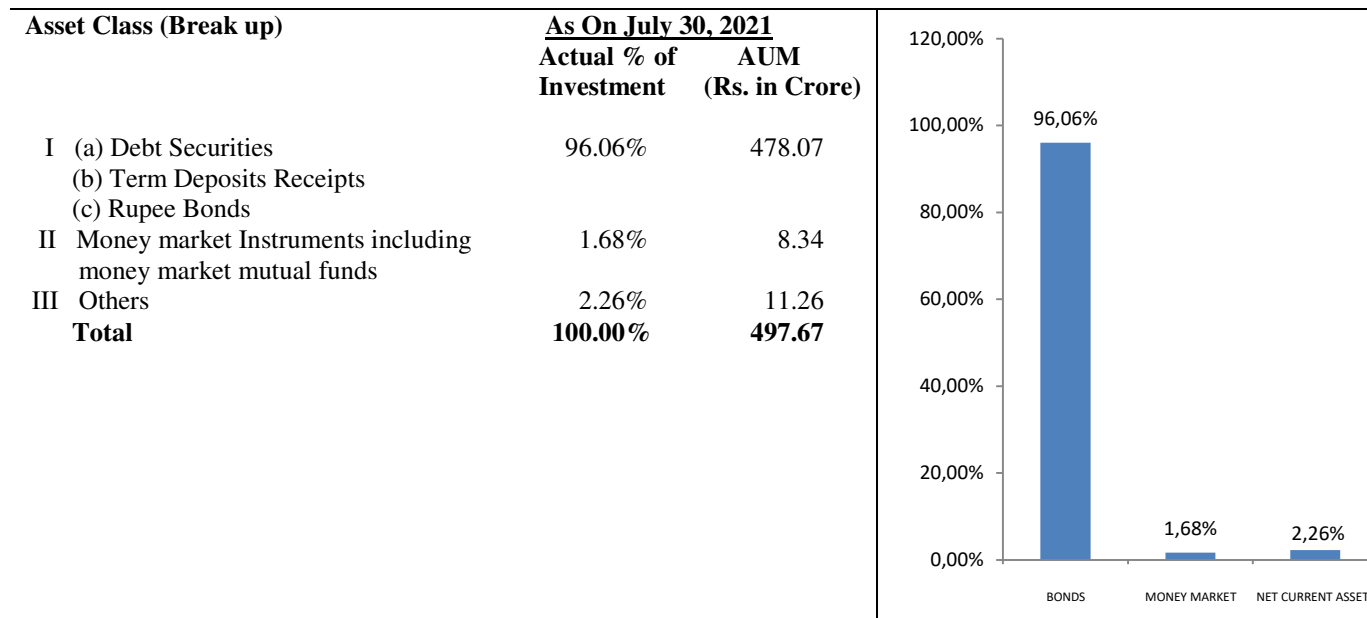 Asset Class (Break up) As On July 30, 2021
Actual % of AUM
Investment (Rs. in Crore)
I (a) Debt Securities 96.06% 478.07
(b) Term Deposits Receipts
(c) Rupee Bonds
II Money market Instruments including 1.68% 8.34
money market mutual funds
III Others 2.26% 11.26
Total 100.00% 497.67
120,00%
100,00%
80,00%
60,00%
40,00%
20,00%
0,00%
96,06%
1,68%
2,26%
BONDS MONEY MARKET NET CURRENT ASSET